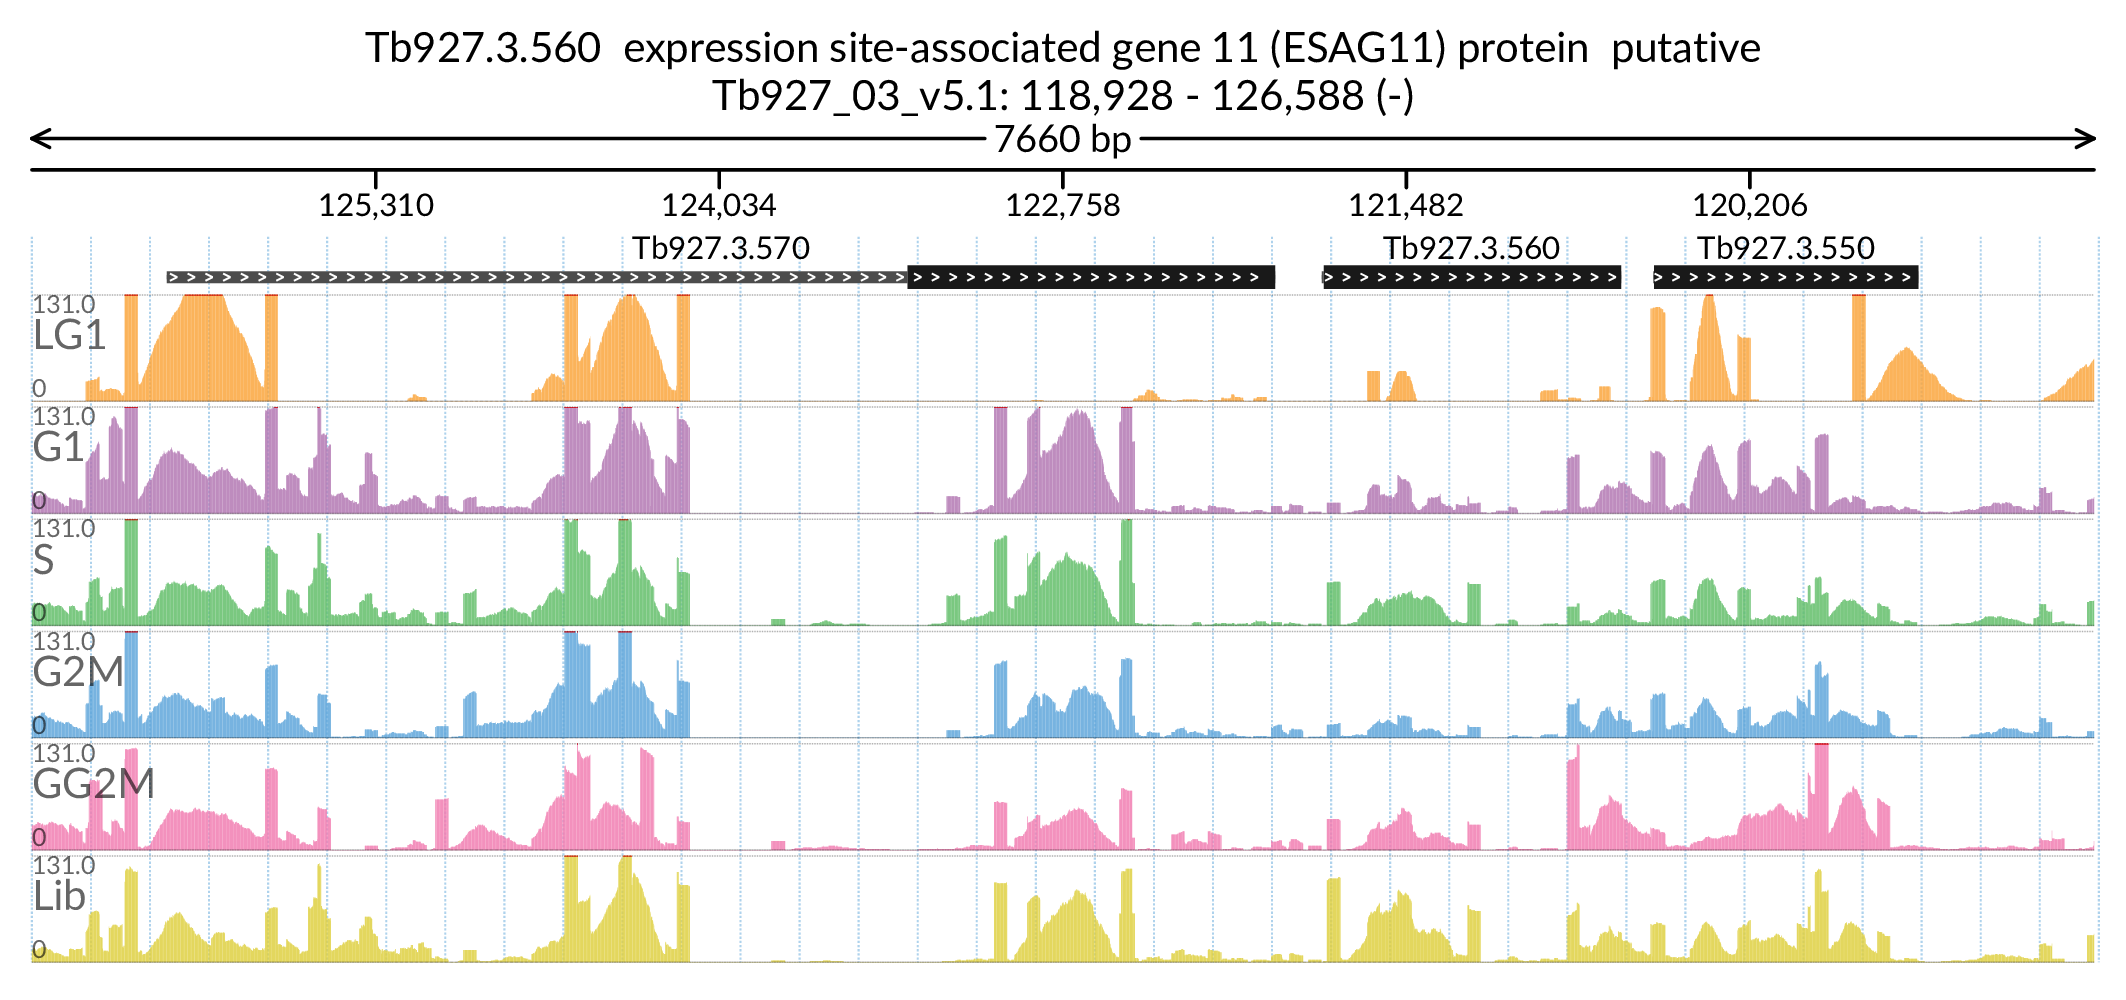 Tb927.3.560  expression site-associated gene 11 (ESAG11) protein  putative
Tb927_03_v5.1: 118,928 - 126,588 (-)
7660 bp
125,310 124,034 122,758 121,482 120,206
Tb927.3.570 Tb927.3.560 Tb927.3.550
131.0
LG1
0
131.0
G1
0
131.0
S
0
131.0
G2M
0
131.0
GG2M
0
131.0
Lib
0